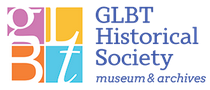 gLBt
GLBT
Historical
Society
museum & archives